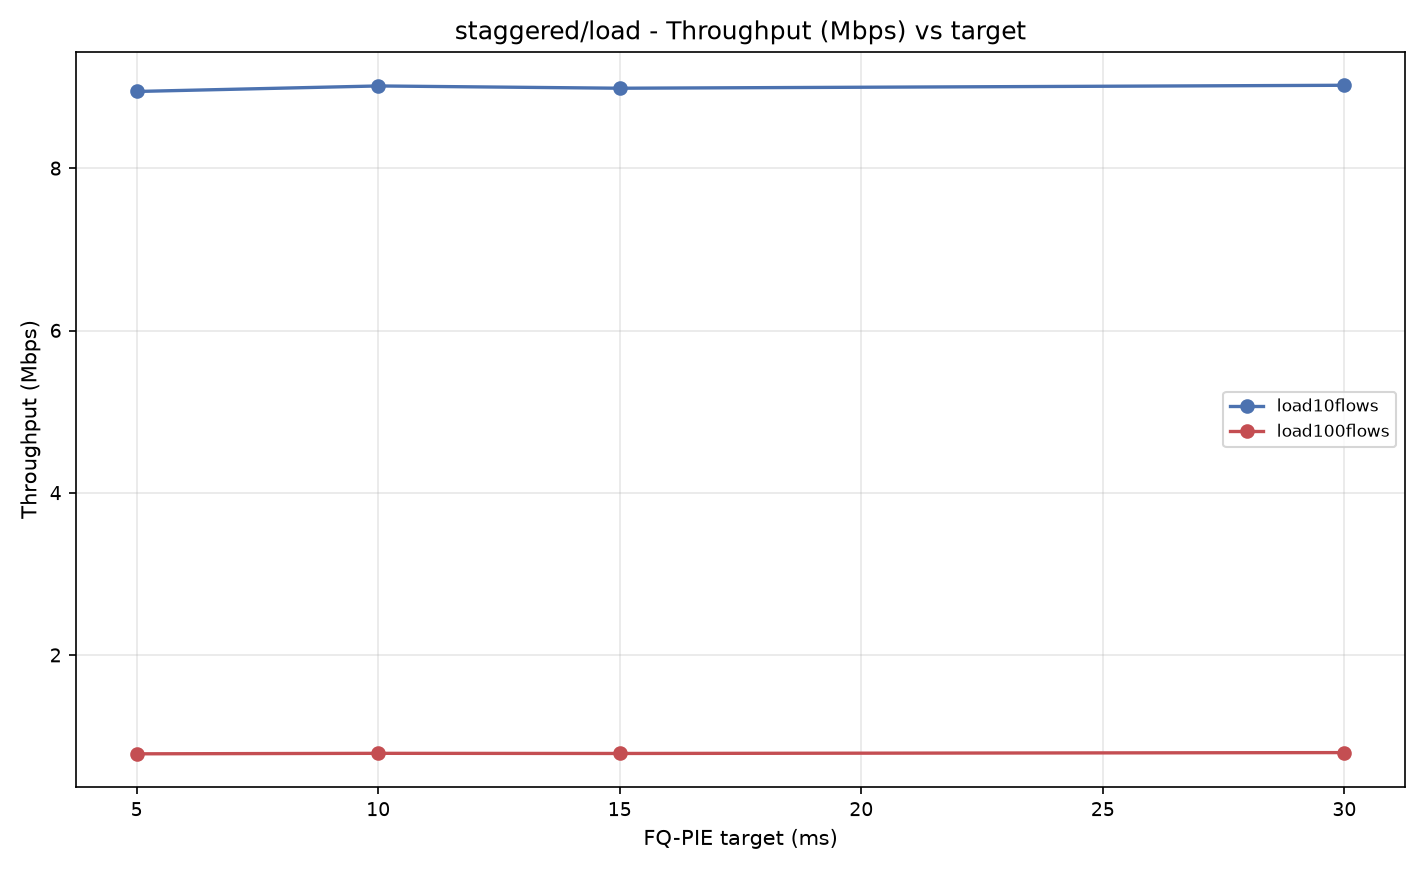 staggered/load - Throughput (Mbps) vs target
Throughput (Mbps)
8
6
4
2
load10flows
load100flows
5 10 15 20 25 30
FQ-PIE target (ms)